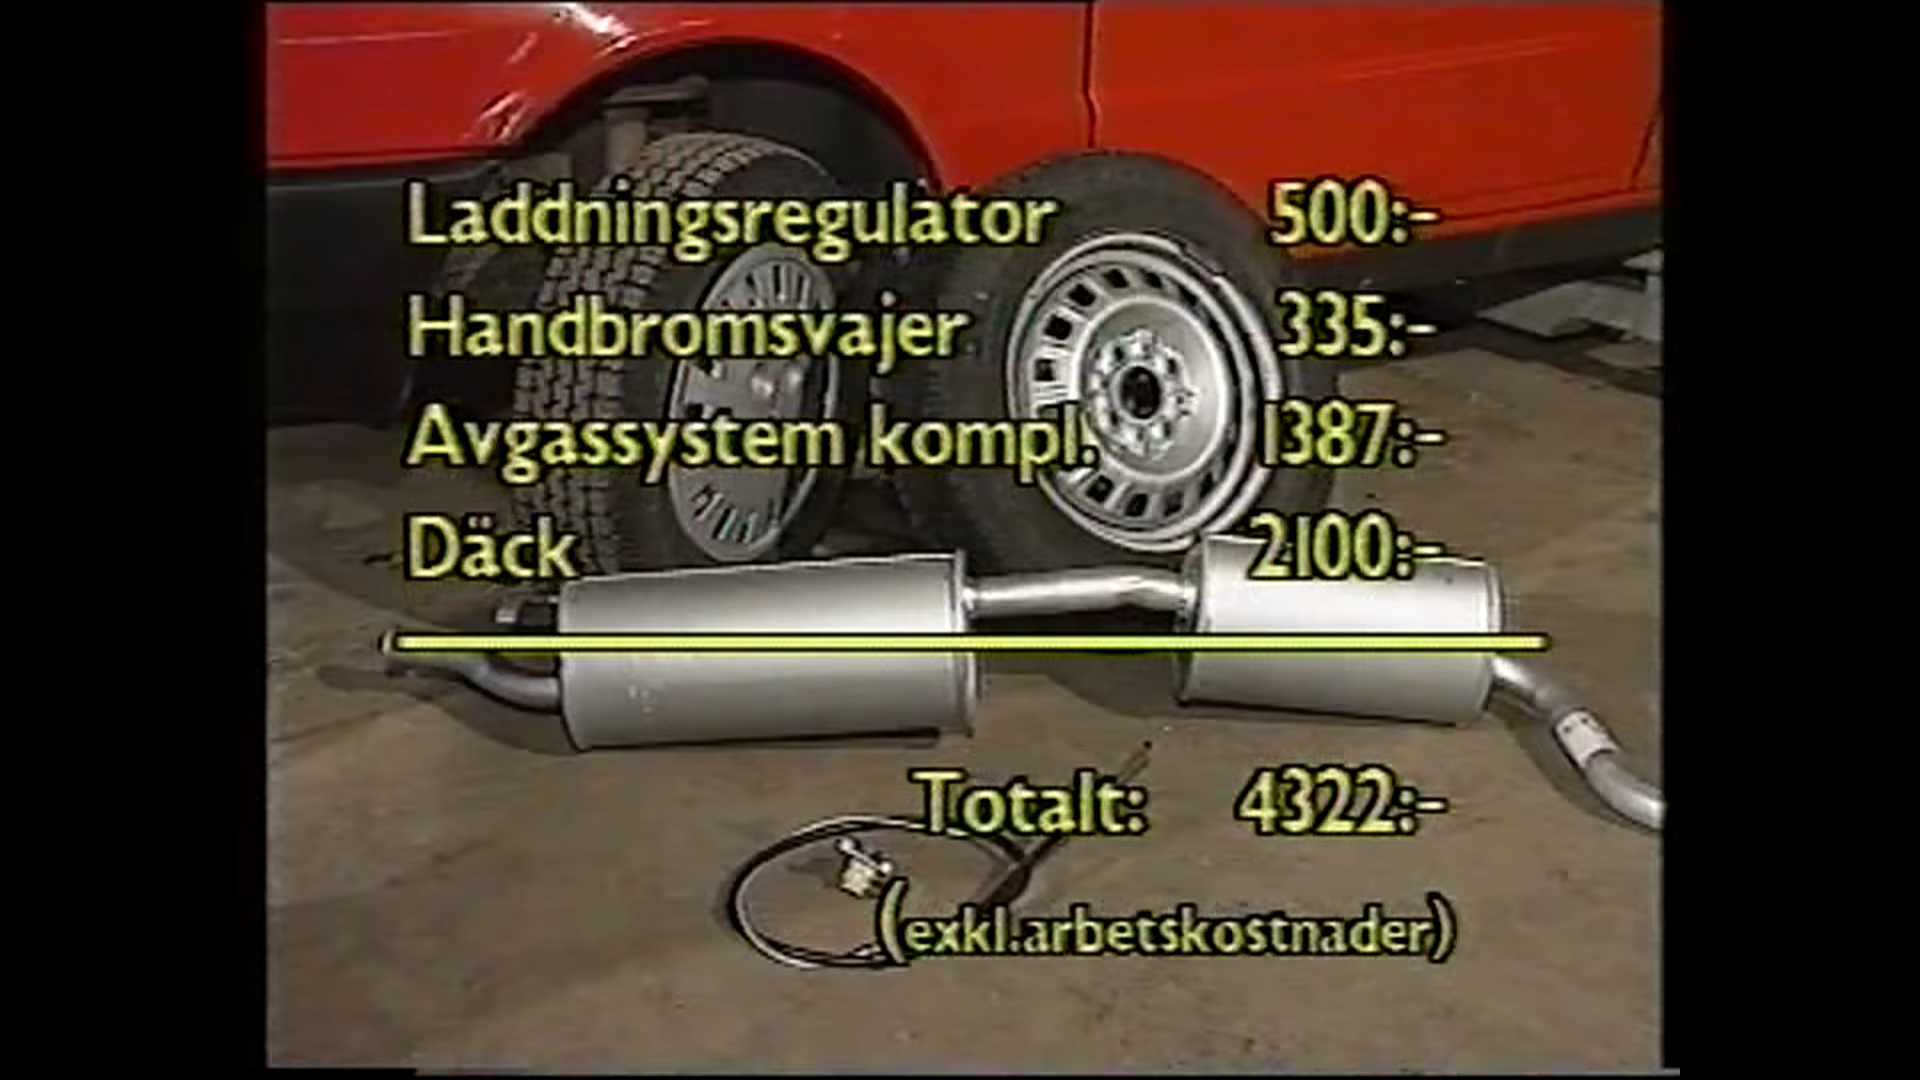 Laddningsregulator 500:-
Handbromsvajer 335:-
Avgassystem kompl. 1387:-
Däck 2100:-
Totalt: 4322:-
(exkl.arbetskostnader)